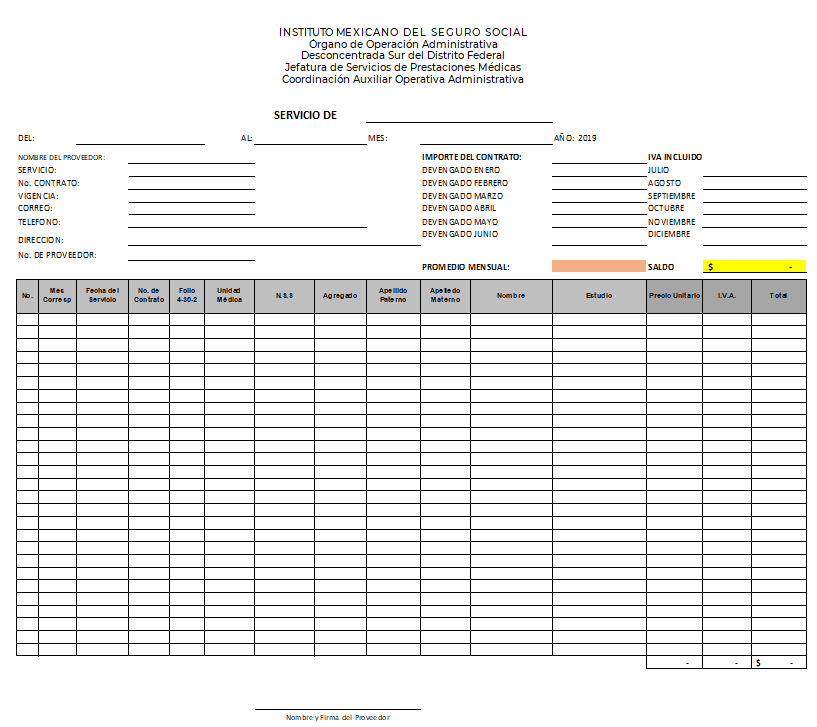 INSTITUTO MEXICANO DEL SEGURO SOCIAL
Órgano de Operación Administrativa
Desconcentrada Sur del Distrito Federal
Jefatura de Servicios de Prestaciones Médicas
Coordinación Auxiliar Operativa Administrativa
SERVICIO DE
DEL: AL: MES: AÑO: 2019
NOMBRE DEL PROVEEDOR: IMPORTE DEL CONTRATO: IVA INCLUIDO
SERVICIO: DEVENGADO ENERO JULIO
No. CONTRATO: DEVENGADO FEBRERO AGOSTO
VIGENCIA: DEVENGADO MARZO SEPTIEMBRE
CORREO: DEVENGADO ABRIL OCTUBRE
TELEFONO: DEVENGADO MAYO NOVIEMBRE
DIRECCION: DEVENGADO JUNIO DICIEMBRE
No. DE PROVEEDOR:
PROMEDIO MENSUAL: SALDO $ -
No. Mes Corresp Fecha del Servicio No. de Contrato Folio 4-30-2 Unidad Médica N.S.S Agregado Apellido Paterno Apelledo Materno Nombre Estudio Precio Unitario I.V.A. Total
- - $ -
Nombre y Firma del Proveedor